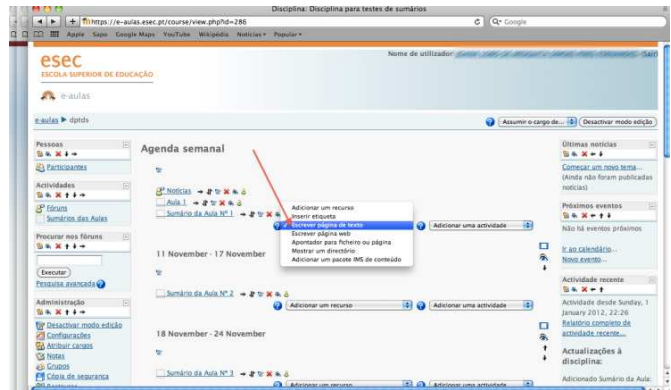 Disciplina: Disciplina para testes de sumários
https://e-aulas.esec.pt/course/view.php?id=286
Google
Apple Sapo Google Maps YouTube Wikipédia Notícias Popular
esec
ESCOLA SUPERIOR DE EDUCAÇÃO
Nome de utilizador:
(Sair)
e-aulas
e-aulas ► dptds
Assumir o cargo de...
Desactivar modo edição
Pessoas
Participantes
Actividades
Fóruns
Sumários das Aulas
Procurar nos fóruns
Executar
Pesquisa avançada
Administração
Desactivar modo edição
Configurações
Atribuir cargos
Notas
Grupos
Cópia de segurança
Agenda semanal
Notícias
Aula 1
Sumário da Aula Nº 1
Adicionar um recurso
Inserir etiqueta
Escrever página de texto
Escrever página web
Apontador para ficheiro ou página
Mostrar um directório
Adicionar um pacote IMS de conteúdo
Adicionar uma actividade
11 November - 17 November
Sumário da Aula Nº 2
Adicionar um recurso
Adicionar uma actividade
18 November - 24 November
Sumário da Aula Nº 3
Adicionar um recurso
Adicionar uma actividade
Últimas notícias
Começar um novo tema...
(Ainda não foram publicadas
notícias)
Próximos eventos
Não há eventos próximos
Ir ao calendário...
Novo evento...
Actividade recente
Actividade desde Sunday, 1
January 2012, 22:26
Relatório completo de
actividade recente...
Actualizações à
disciplina:
Adicionado Sumário da Aula: